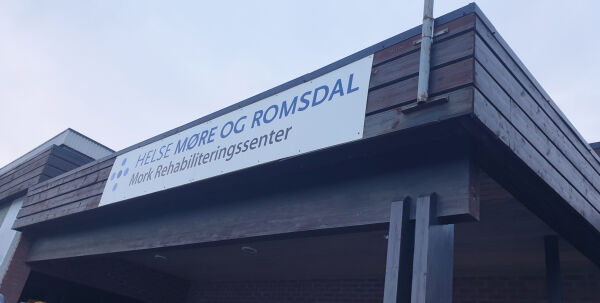 HELSE MØRE OG ROMSDAL
Mork Rehabiliteringssenter